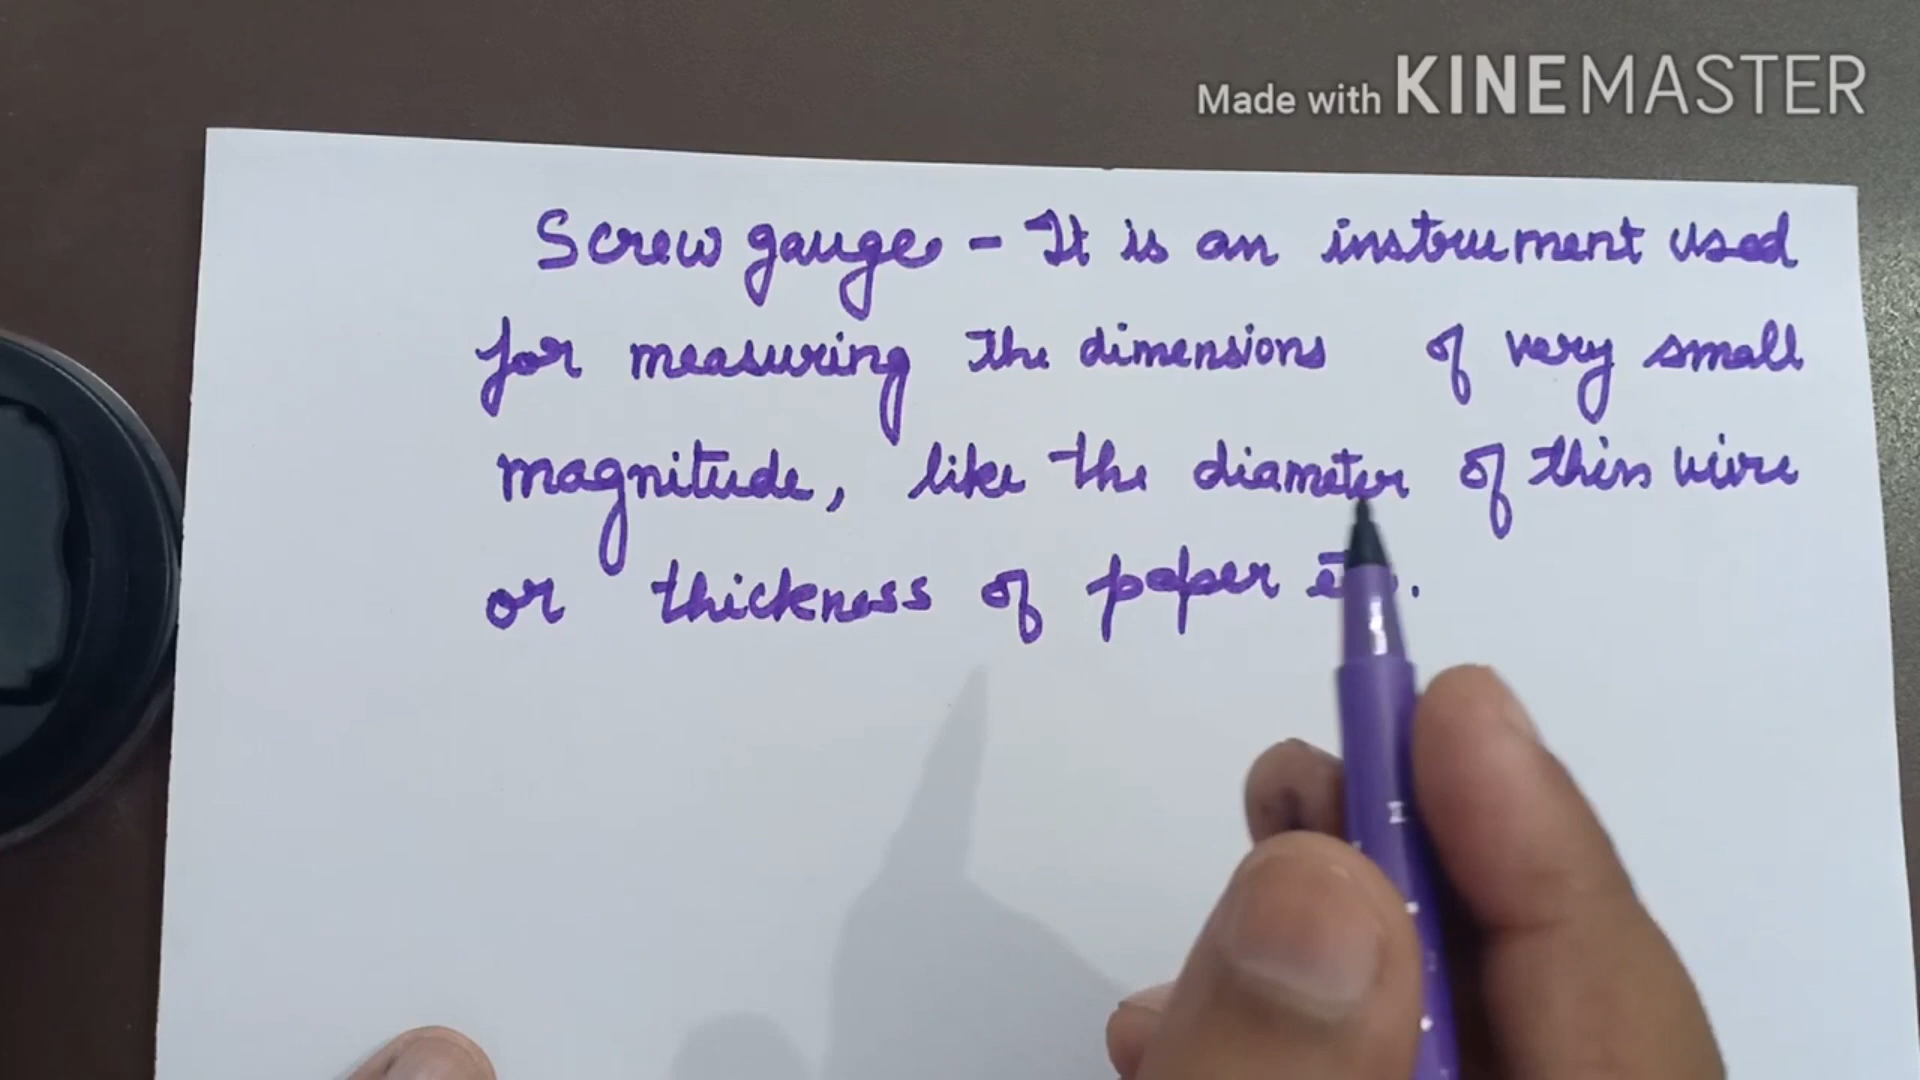 Made with KINEMASTER
Screw gauge - It is an instrument used
for measuring the dimensions of very small
magnitude, like the diameter of thin wire
or thickness of paper etc.